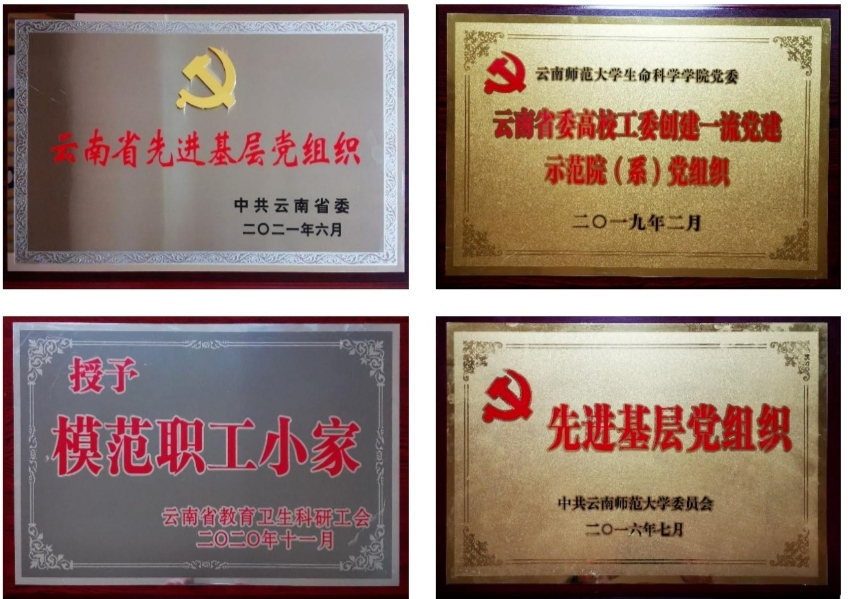 云南省先进基层党组织
中共云南省委
二〇二一年六月
云南师范大学生命科学学院党委
云南省委高校工委创建一流党建
示范院（系）党组织
二〇一九年二月
授予
模范职工小家
云南省教育卫生科研工会
二〇二〇年十一月
先进基层党组织
中共云南师范大学委员会
二〇一六年七月